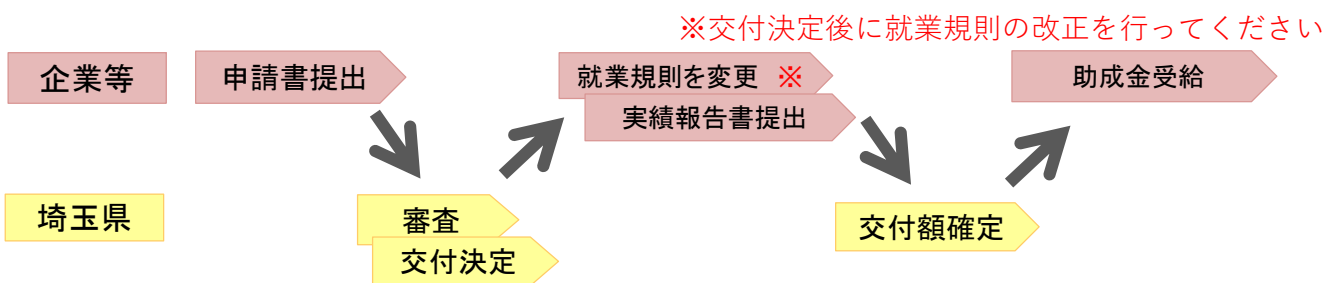 ※交付決定後に就業規則の改正を行ってください
企業等
申請書提出
就業規則を変更 ※
実績報告書提出
助成金受給
埼玉県
審査
交付決定
交付額確定